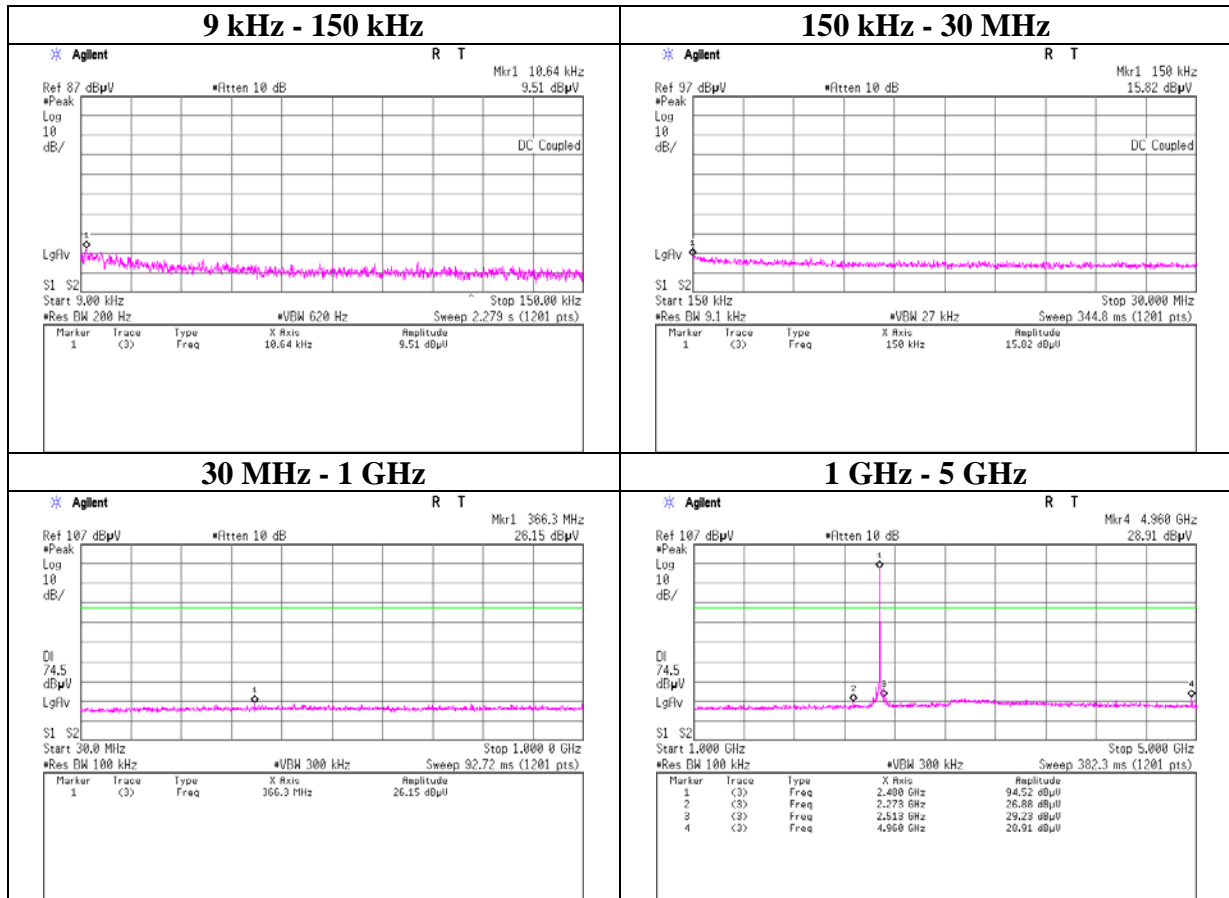 9 kHz - 150 kHz
Agilent R T
Mkr1 10.64 kHz
Ref 87 dBµV #Atten 10 dB 9.51 dBµV
#Peak
Log
10
dB/
DC Coupled
1
LgAv
S1 S2
Start 9.00 kHz Stop 150.00 kHz
#Res BW 200 Hz #VBW 620 Hz Sweep 2.279 s (1201 pts)
Marker Trace Type X Axis Amplitude
1 (3) Freq 10.64 kHz 9.51 dBµV
150 kHz - 30 MHz
Agilent R T
Mkr1 150 kHz
Ref 97 dBµV #Atten 10 dB 15.82 dBµV
#Peak
Log
10
dB/
DC Coupled
1
LgAv
S1 S2
Start 150 kHz Stop 30.000 MHz
#Res BW 9.1 kHz #VBW 27 kHz Sweep 344.8 ms (1201 pts)
Marker Trace Type X Axis Amplitude
1 (3) Freq 150 kHz 15.82 dBµV
30 MHz - 1 GHz
Agilent R T
Mkr1 366.3 MHz
Ref 107 dBµV #Atten 10 dB 26.15 dBµV
#Peak
Log
10
dB/
DI
74.5
dBµV
1
LgAv
S1 S2
Start 30.0 MHz Stop 1.000 0 GHz
#Res BW 100 kHz #VBW 300 kHz Sweep 92.72 ms (1201 pts)
Marker Trace Type X Axis Amplitude
1 (3) Freq 366.3 MHz 26.15 dBµV
1 GHz - 5 GHz
Agilent R T
Mkr4 4.960 GHz
Ref 107 dBµV #Atten 10 dB 28.91 dBµV
#Peak
1
Log
10
dB/
DI
74.5
dBµV
2 3 4
LgAv
S1 S2
Start 1.000 GHz Stop 5.000 GHz
#Res BW 100 kHz #VBW 300 kHz Sweep 382.3 ms (1201 pts)
Marker Trace Type X Axis Amplitude
1 (3) Freq 2.480 GHz 94.52 dBµV
2 (3) Freq 2.273 GHz 26.88 dBµV
3 (3) Freq 2.513 GHz 29.23 dBµV
4 (3) Freq 4.960 GHz 28.91 dBµV